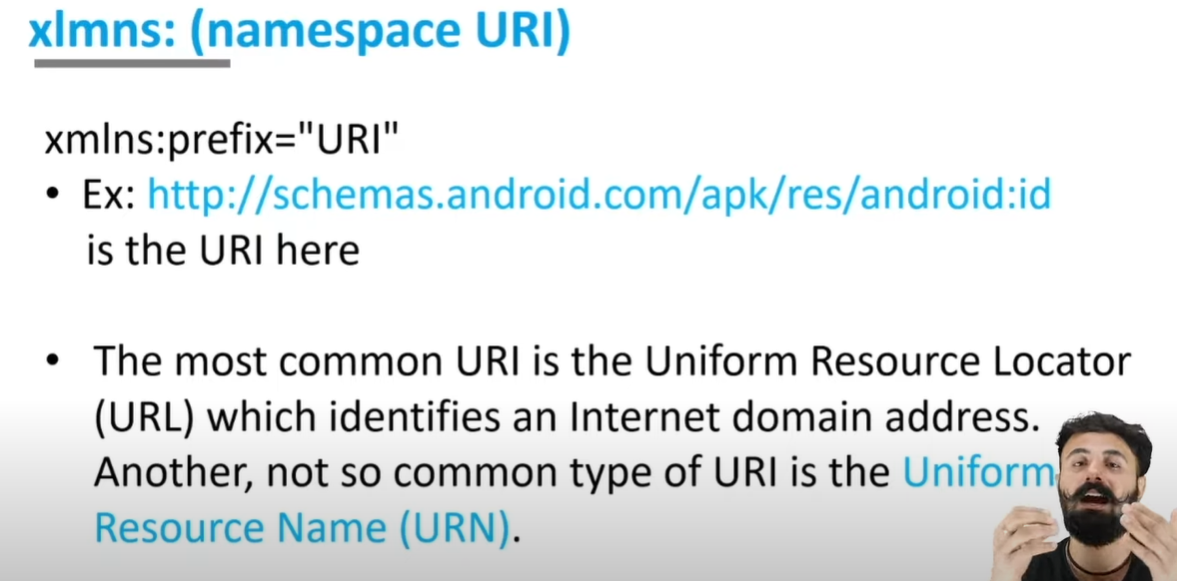 xlmns: (namespace URI)
xmlns:prefix="URI"
• Ex: http://schemas.android.com/apk/res/android:id
is the URI here
• The most common URI is the Uniform Resource Locator
(URL) which identifies an Internet domain address.
Another, not so common type of URI is the Uniform
Resource Name (URN).